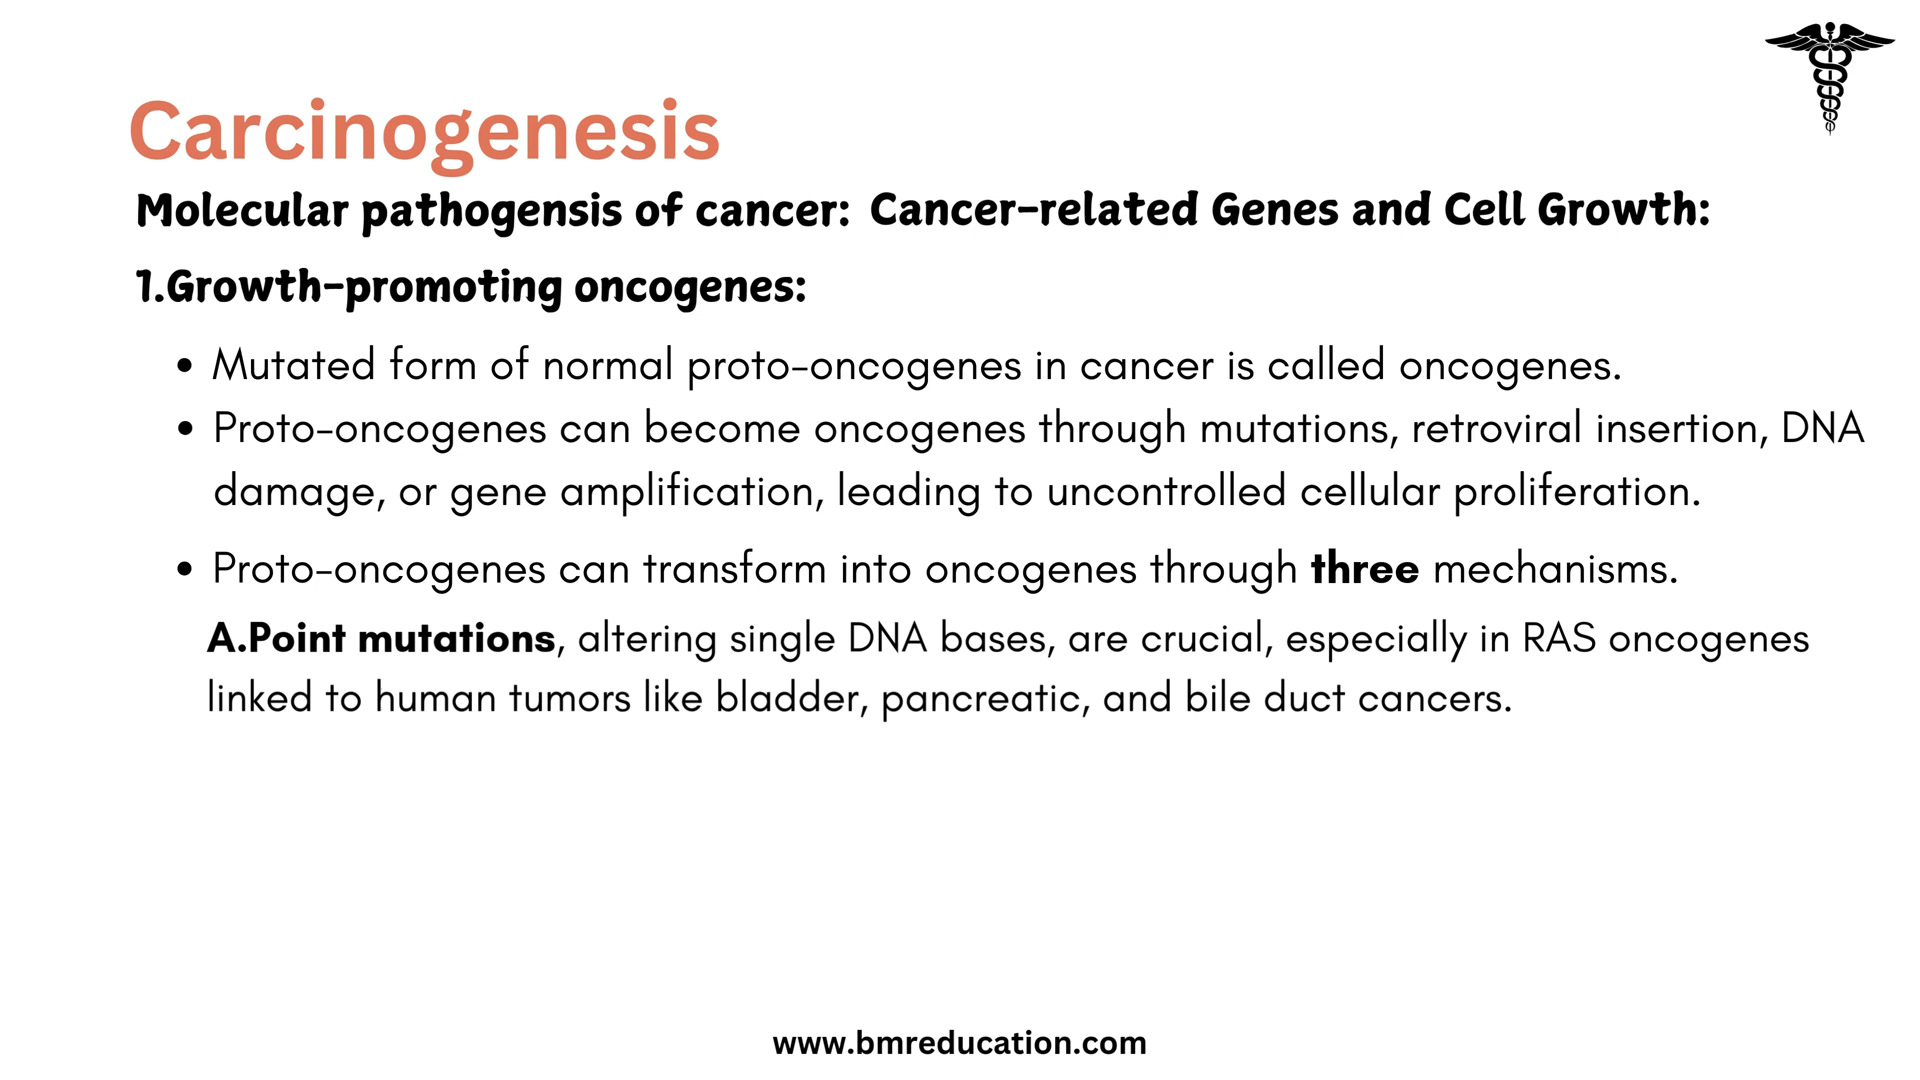 Carcinogenesis
Molecular pathogensis of cancer: Cancer-related Genes and Cell Growth:
1.Growth-promoting oncogenes:
• Mutated form of normal proto-oncogenes in cancer is called oncogenes.
• Proto-oncogenes can become oncogenes through mutations, retroviral insertion, DNA
damage, or gene amplification, leading to uncontrolled cellular proliferation.
• Proto-oncogenes can transform into oncogenes through three mechanisms.
A.Point mutations, altering single DNA bases, are crucial, especially in RAS oncogenes
linked to human tumors like bladder, pancreatic, and bile duct cancers.
www.bmreducation.com